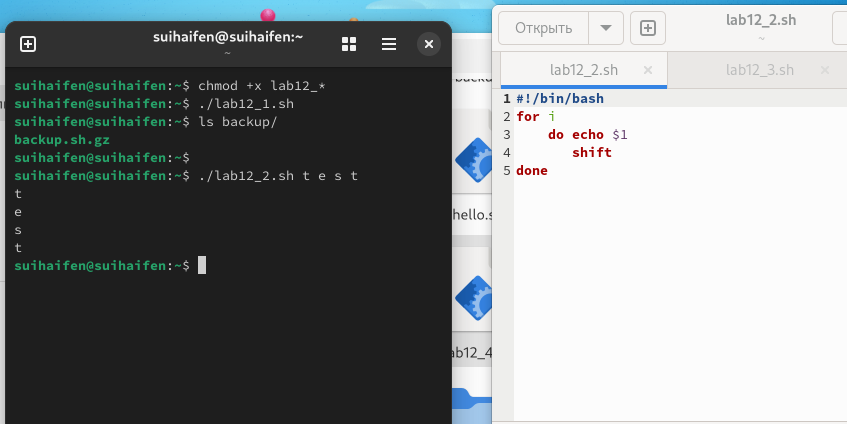 suihaifen@suihaifen:~
~
suihaifen@suihaifen:~$ chmod +x lab12_*
suihaifen@suihaifen:~$ ./lab12_1.sh
suihaifen@suihaifen:~$ ls backup/
backup.sh.gz
suihaifen@suihaifen:~$
suihaifen@suihaifen:~$ ./lab12_2.sh t e s t
t
e
s
t
suihaifen@suihaifen:~$
hello.s
ab12_4
Открыть
lab12_2.sh
~
lab12_2.sh ×
lab12_3.sh ×
1 #!/bin/bash
2 for i
3     do echo $1
4        shift
5 done